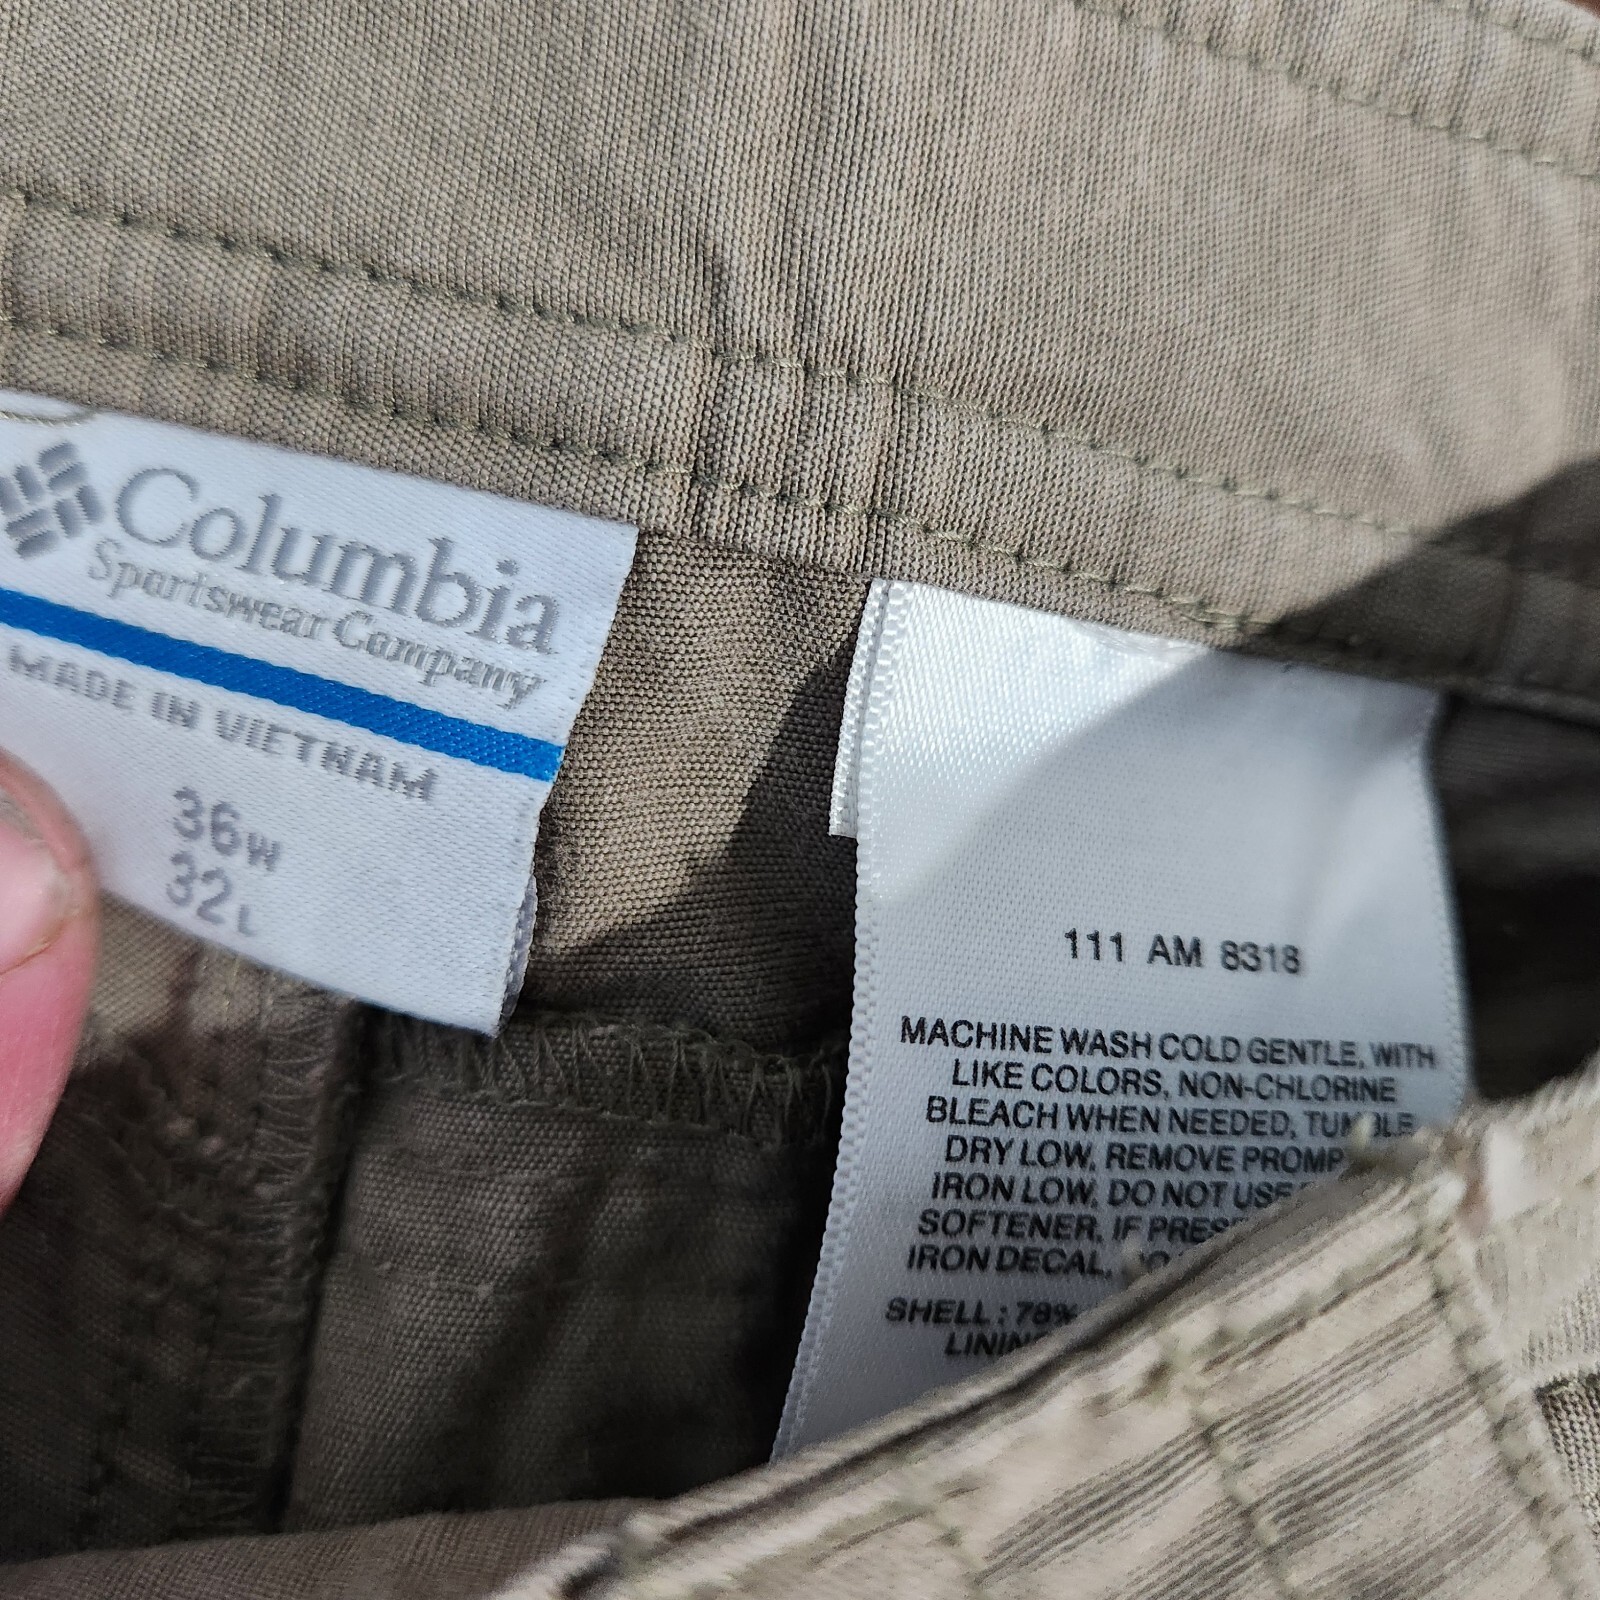 Columbia
Sportswear Company
MADE IN VIETNAM
36W
32L
111 AM 8318
MACHINE WASH COLD GENTLE, WITH
LIKE COLORS, NON-CHLORINE
BLEACH WHEN NEEDED, TUMBLE
DRY LOW, REMOVE
IRON LOW, DO NOT USE
SOFTENER, IF
IRON DECAL,
SHELL : 78%